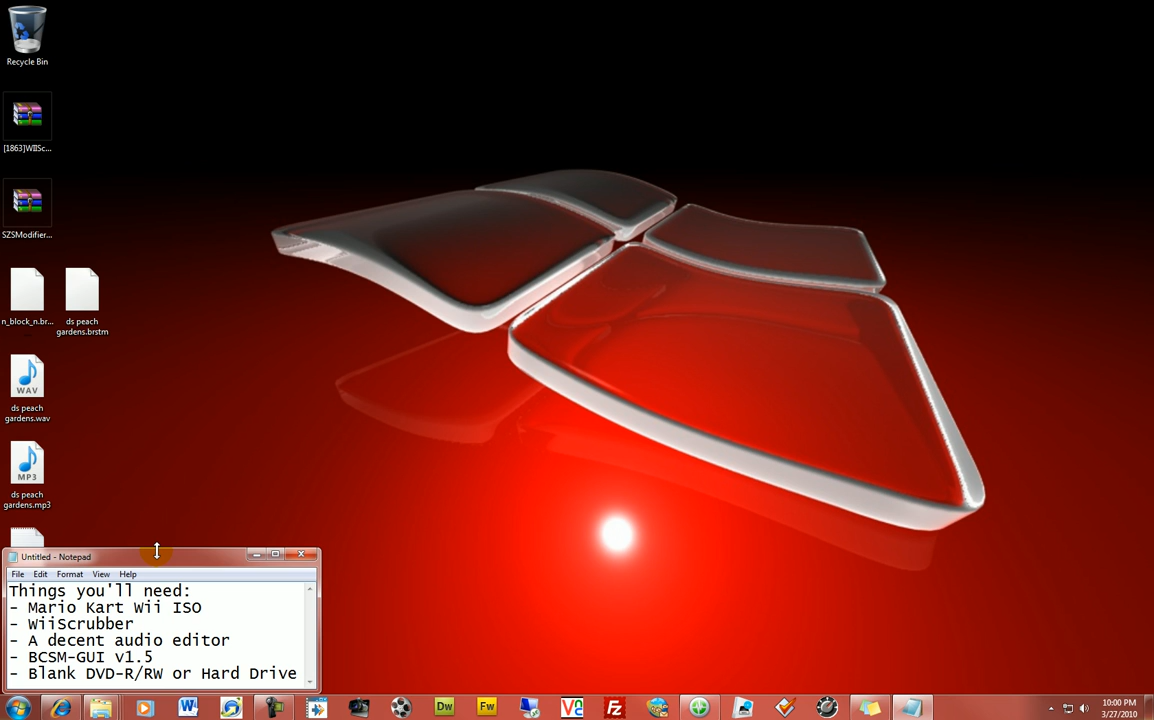 Recycle Bin
[1863]WIISc...
SZSModifier...
n_block_n.br...
ds peach
gardens.brstm
WAV
ds peach
gardens.wav
MP3
ds peach
gardens.mp3
Untitled - Notepad
File Edit Format View Help
Things you'll need:
- Mario Kart Wii ISO
- WiiScrubber
- A decent audio editor
- BCSM-GUI v1.5
- Blank DVD-R/RW or Hard Drive
W
Dw
Fw
Fz
10:00 PM
3/27/2010